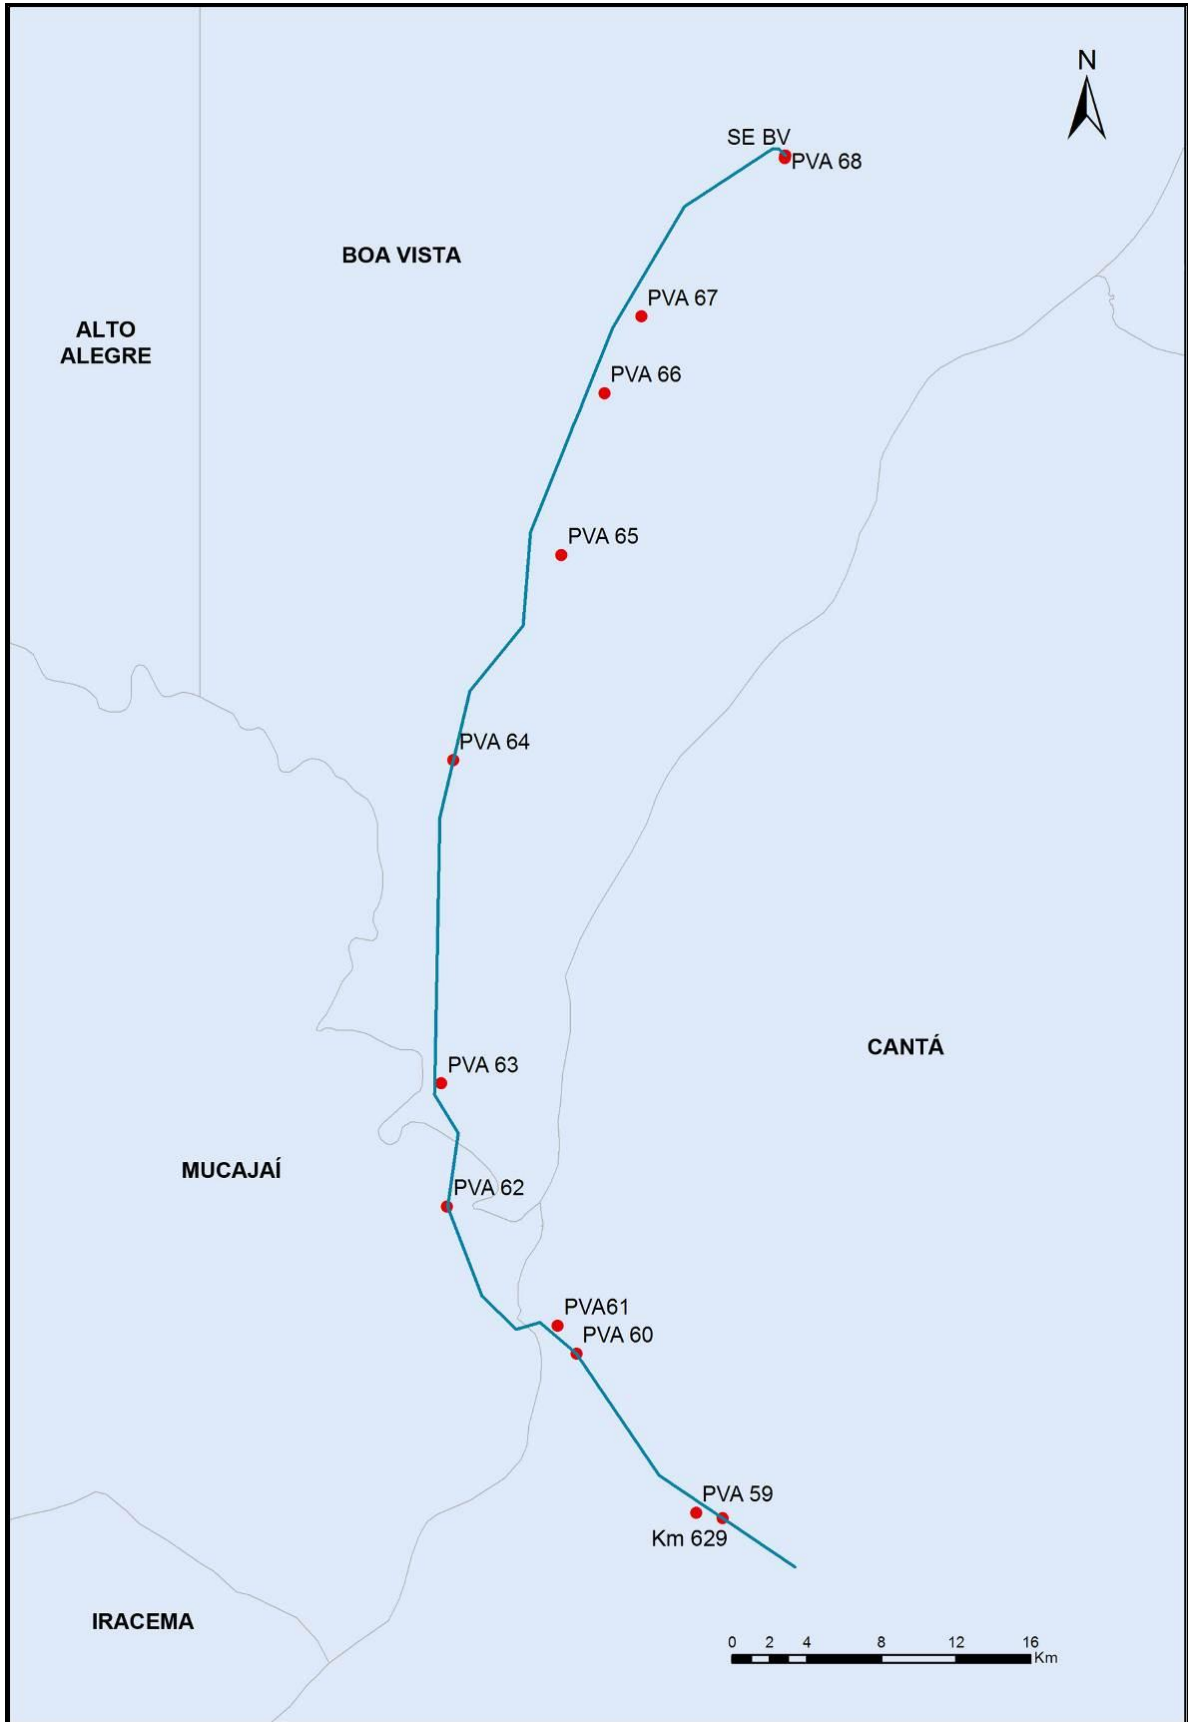 N
SE BV
PVA 68
BOA VISTA
PVA 67
ALTO
ALEGRE
PVA 66
PVA 65
PVA 64
CANTÁ
PVA 63
MUCAJAÍ
PVA 62
PVA61
PVA 60
PVA 59
Km 629
IRACEMA
0 2 4 8 12 16
Km